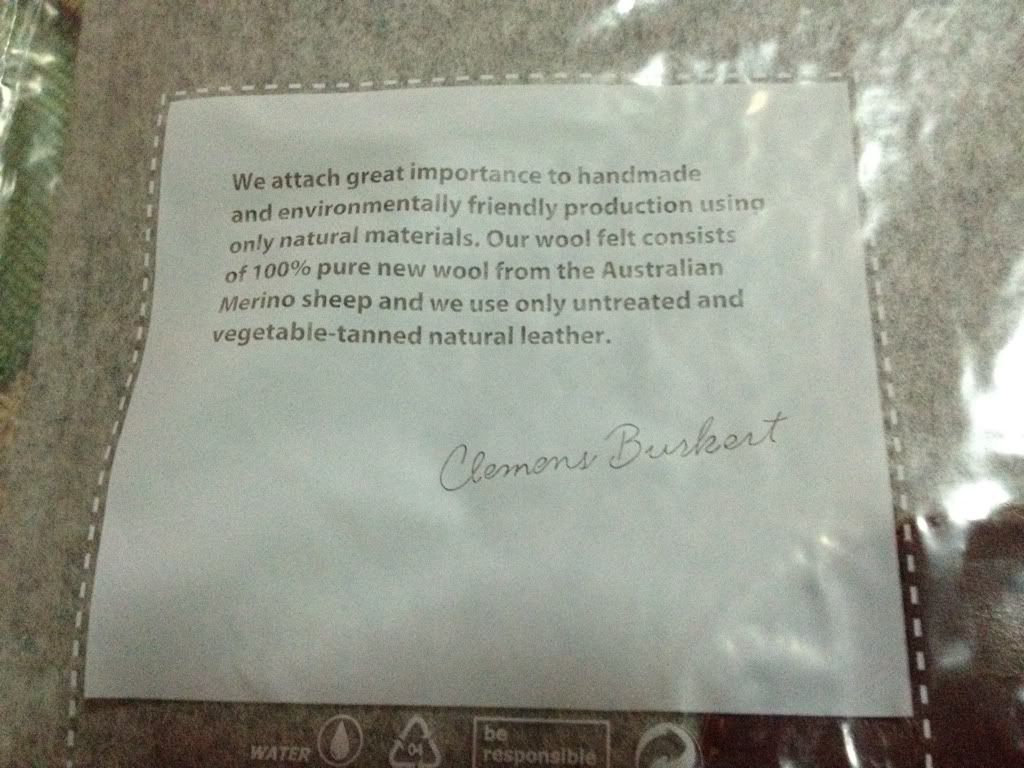 We attach great importance to handmade
and environmentally friendly production using
only natural materials. Our wool felt consists
of 100% pure new wool from the Australian
Merino sheep and we use only untreated and
vegetable-tanned natural leather.
Clemens Burkert
WATER
04
be
responsible